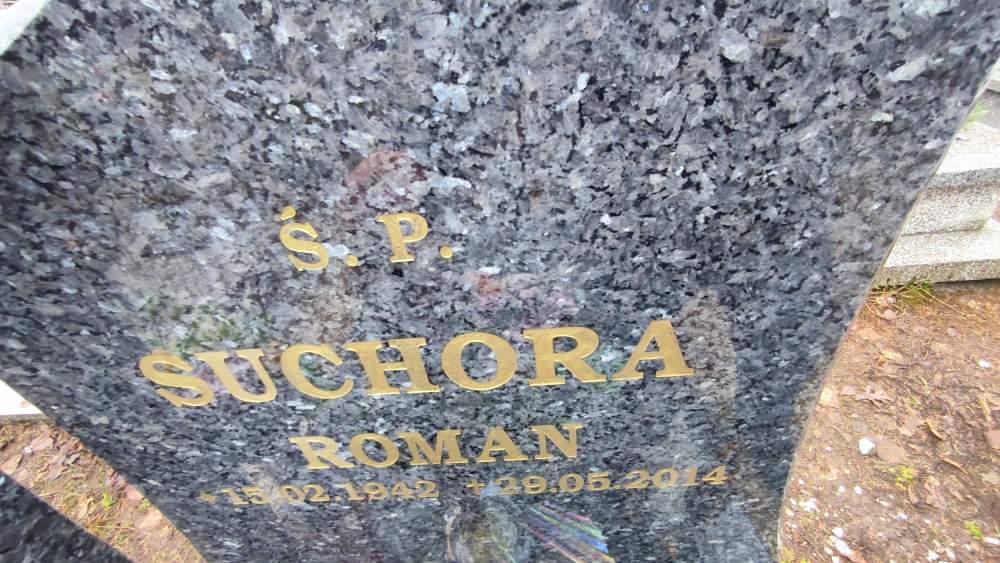 Ś. P.
SUCHORA
ROMAN
* 15.02.1942 +29.05.2014